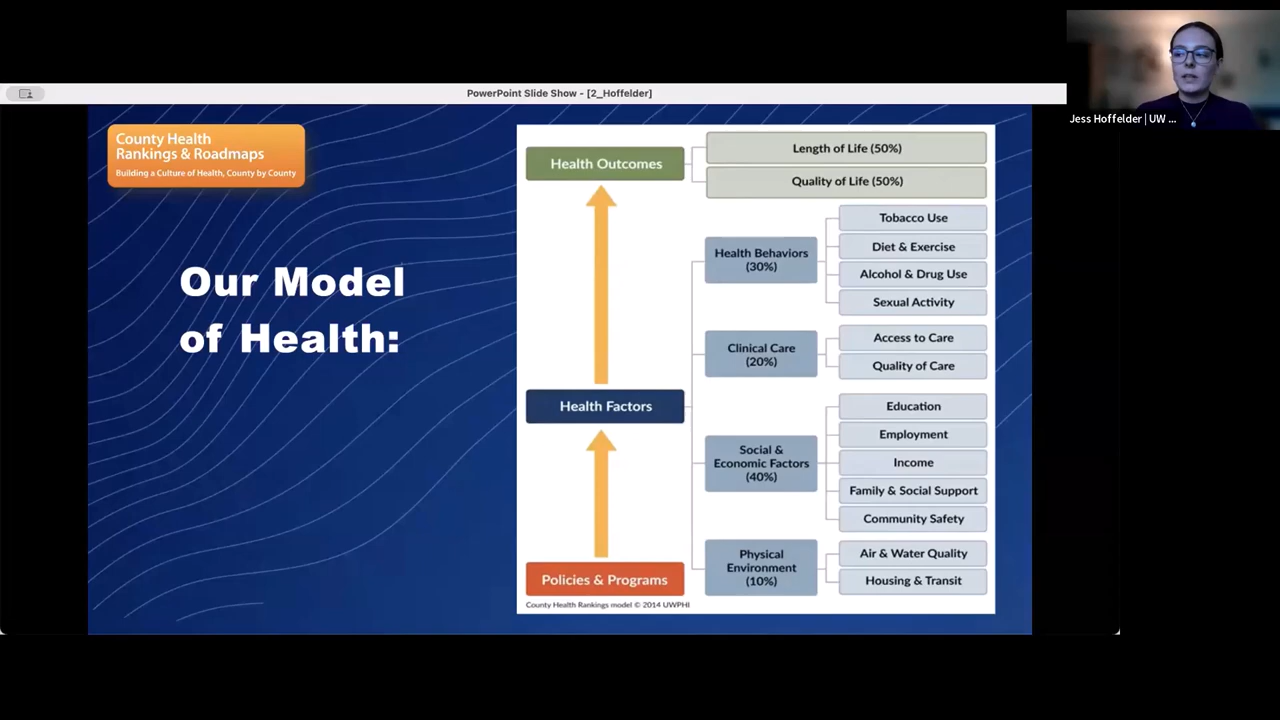 PowerPoint Slide Show - [2_Hoffelder]
Jess Hoffelder | UW ...
County Health
Rankings & Roadmaps
Building a Culture of Health, County by County
Our Model
of Health:
Health Outcomes
Length of Life (50%)
Quality of Life (50%)
Health Behaviors
(30%)
Tobacco Use
Diet & Exercise
Alcohol & Drug Use
Sexual Activity
Clinical Care
(20%)
Access to Care
Quality of Care
Health Factors
Social &
Economic Factors
(40%)
Education
Employment
Income
Family & Social Support
Community Safety
Physical
Environment
(10%)
Air & Water Quality
Housing & Transit
Policies & Programs
County Health Rankings model © 2014 UWPHI